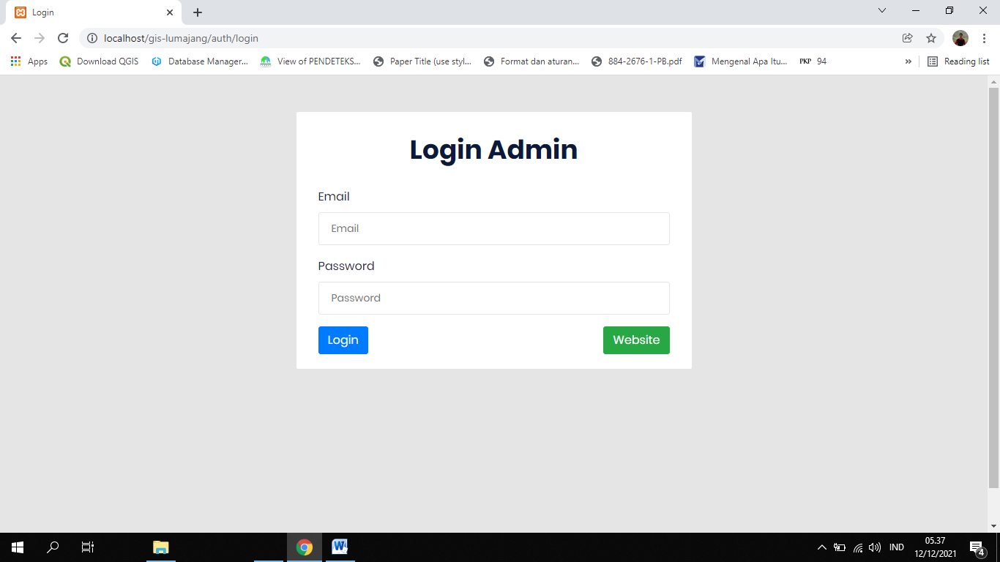 Login
localhost/gis-lumajang/auth/login
Apps Download QGIS Database Manager... View of PENDETEKS... Paper Title (use styl... Format dan aturan... 884-2676-1-PB.pdf Mengenal Apa Itu... PKP 94 » Reading list
Login Admin
Email
Email
Password
Password
Login Website
IND 05.37
12/12/2021
4